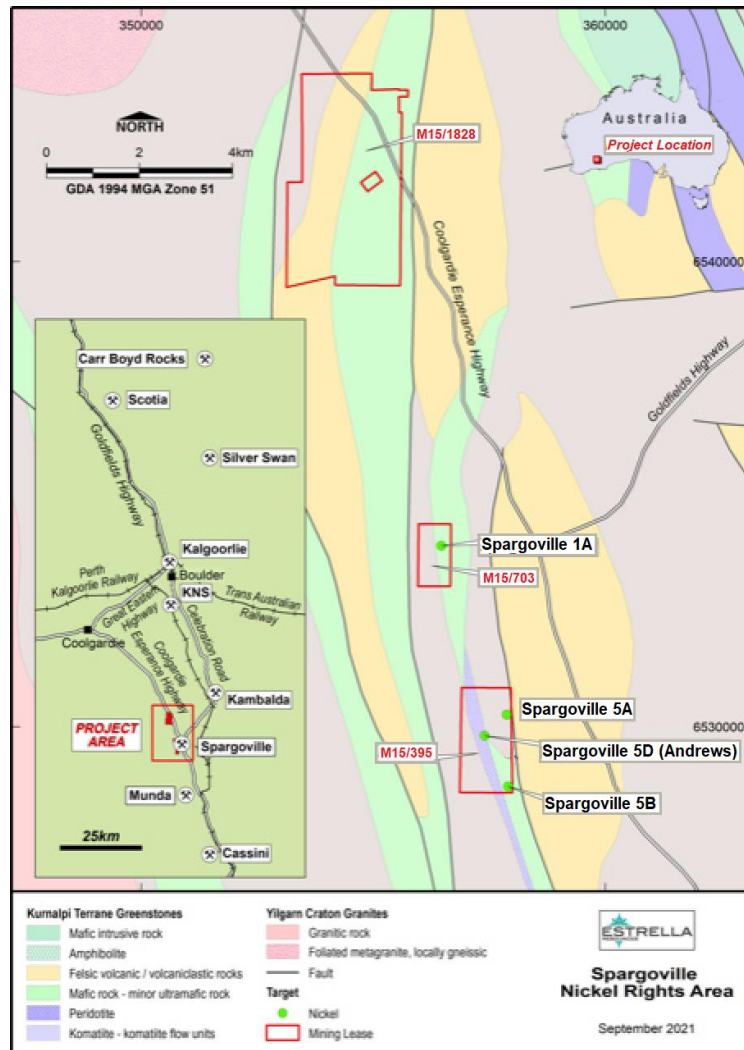 350000
360000
NORTH
0 2 4km
GDA 1994 MGA Zone 51
M15/1828
Australia
Project Location
Coolgardie Esperance Highway
6540000
Goldfields Highway
Carr Boyd Rocks
Scotia
Silver Swan
Goldfields Highway
Kalgoorlie
Boulder
Perth
Kalgoorlie Railway
KNS
Trans Australian
Railway
Great Eastern
Highway
Celebration Road
Coolgardie
Coolgardie
Esperance Highway
Kambalda
PROJECT
AREA
Spargoville
Munda
25km
Cassini
Spargoville 1A
M15/703
Spargoville 5A
6530000
M15/395
Spargoville 5D (Andrews)
Spargoville 5B
Kurnalpi Terrane Greenstones
Mafic intrusive rock
Amphibolite
Felsic volcanic / volcaniclastic rocks
Mafic rock - minor ultramafic rock
Peridotite
Komatiite - komatiite flow units
Yilgarn Craton Granites
Granitic rock
Foliated metagranite, locally gneissic
Fault
Target
Nickel
Mining Lease
ESTRELLA
RESOURCES
Spargoville
Nickel Rights Area
September 2021